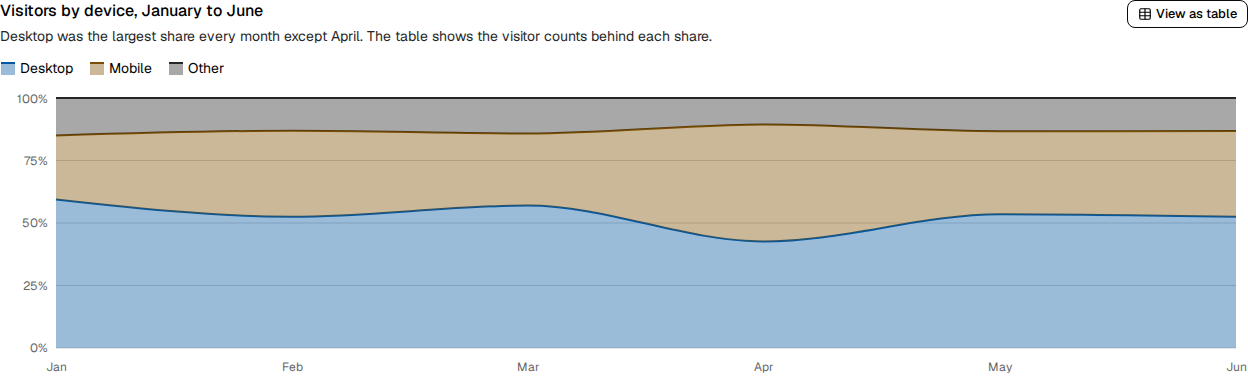 Visitors by device, January to June
View as table
Desktop was the largest share every month except April. The table shows the visitor counts behind each share.
Desktop Mobile Other
100%
75%
50%
25%
0%
Jan Feb Mar Apr May Jun